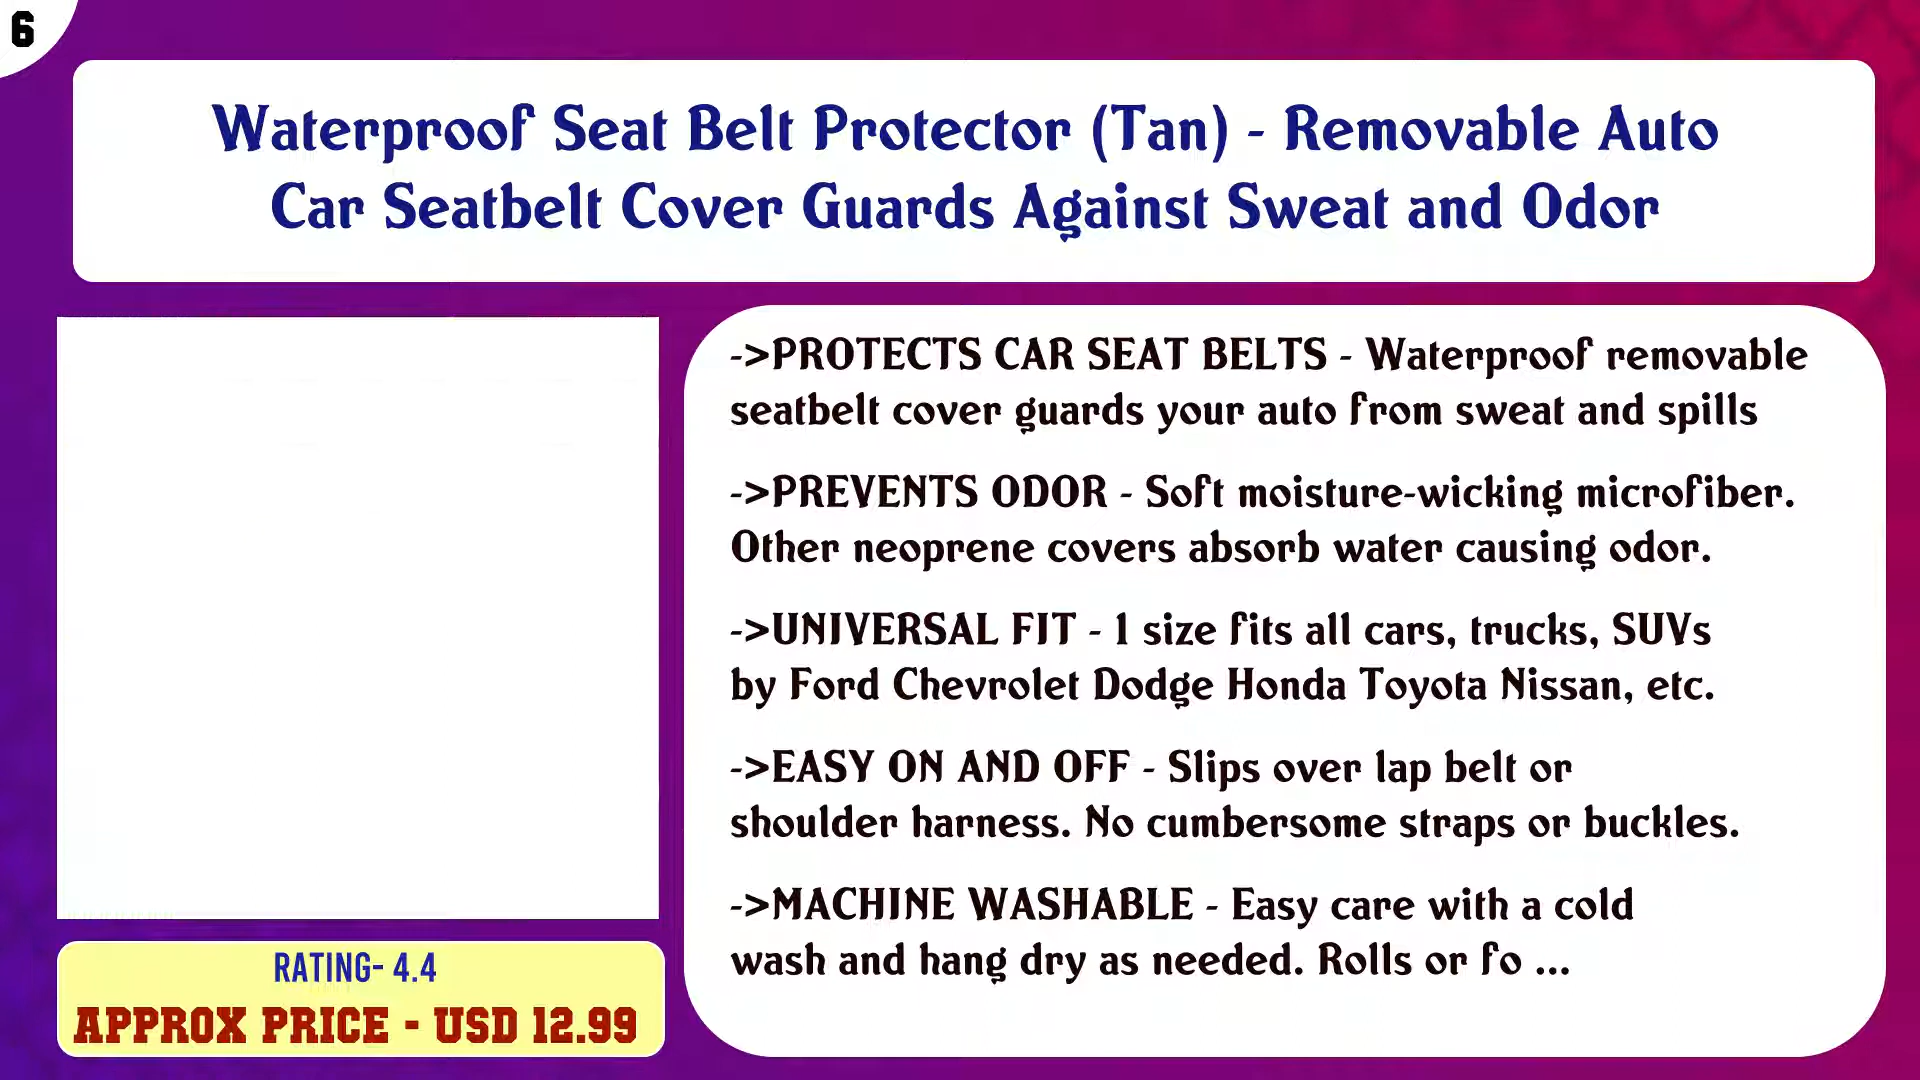 6
Waterproof Seat Belt Protector (Tan) - Removable Auto
Car Seatbelt Cover Guards Against Sweat and Odor
->PROTECTS CAR SEAT BELTS - Waterproof removable
seatbelt cover guards your auto from sweat and spills
->PREVENTS ODOR - Soft moisture-wicking microfiber.
Other neoprene covers absorb water causing odor.
->UNIVERSAL FIT - 1 size fits all cars, trucks, SUVs
by Ford Chevrolet Dodge Honda Toyota Nissan, etc.
->EASY ON AND OFF - Slips over lap belt or
shoulder harness. No cumbersome straps or buckles.
->MACHINE WASHABLE - Easy care with a cold
wash and hang dry as needed. Rolls or fo ...
RATING- 4.4
APPROX PRICE - USD 12.99